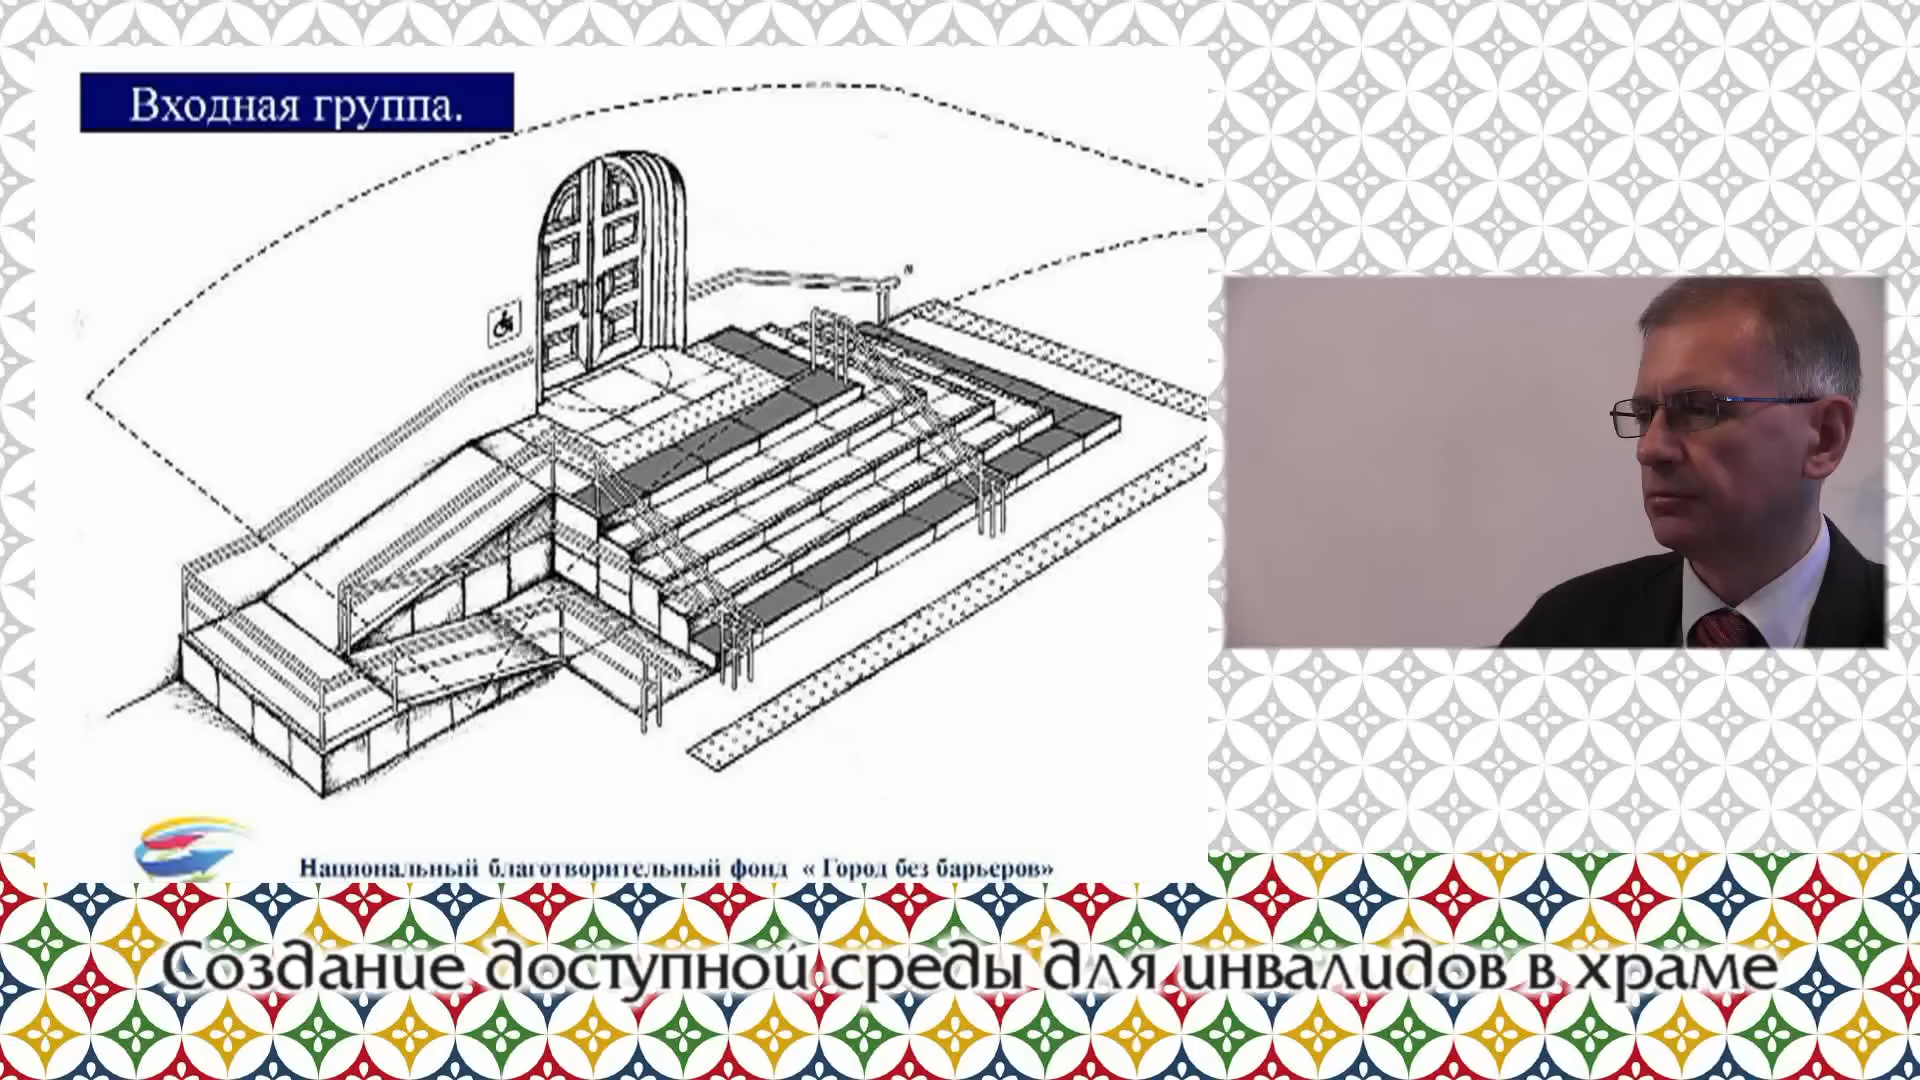 Входная группа.
Национальный благотворительный фонд « Город без барьеров»
Создание доступной среды для инвалидов в храме